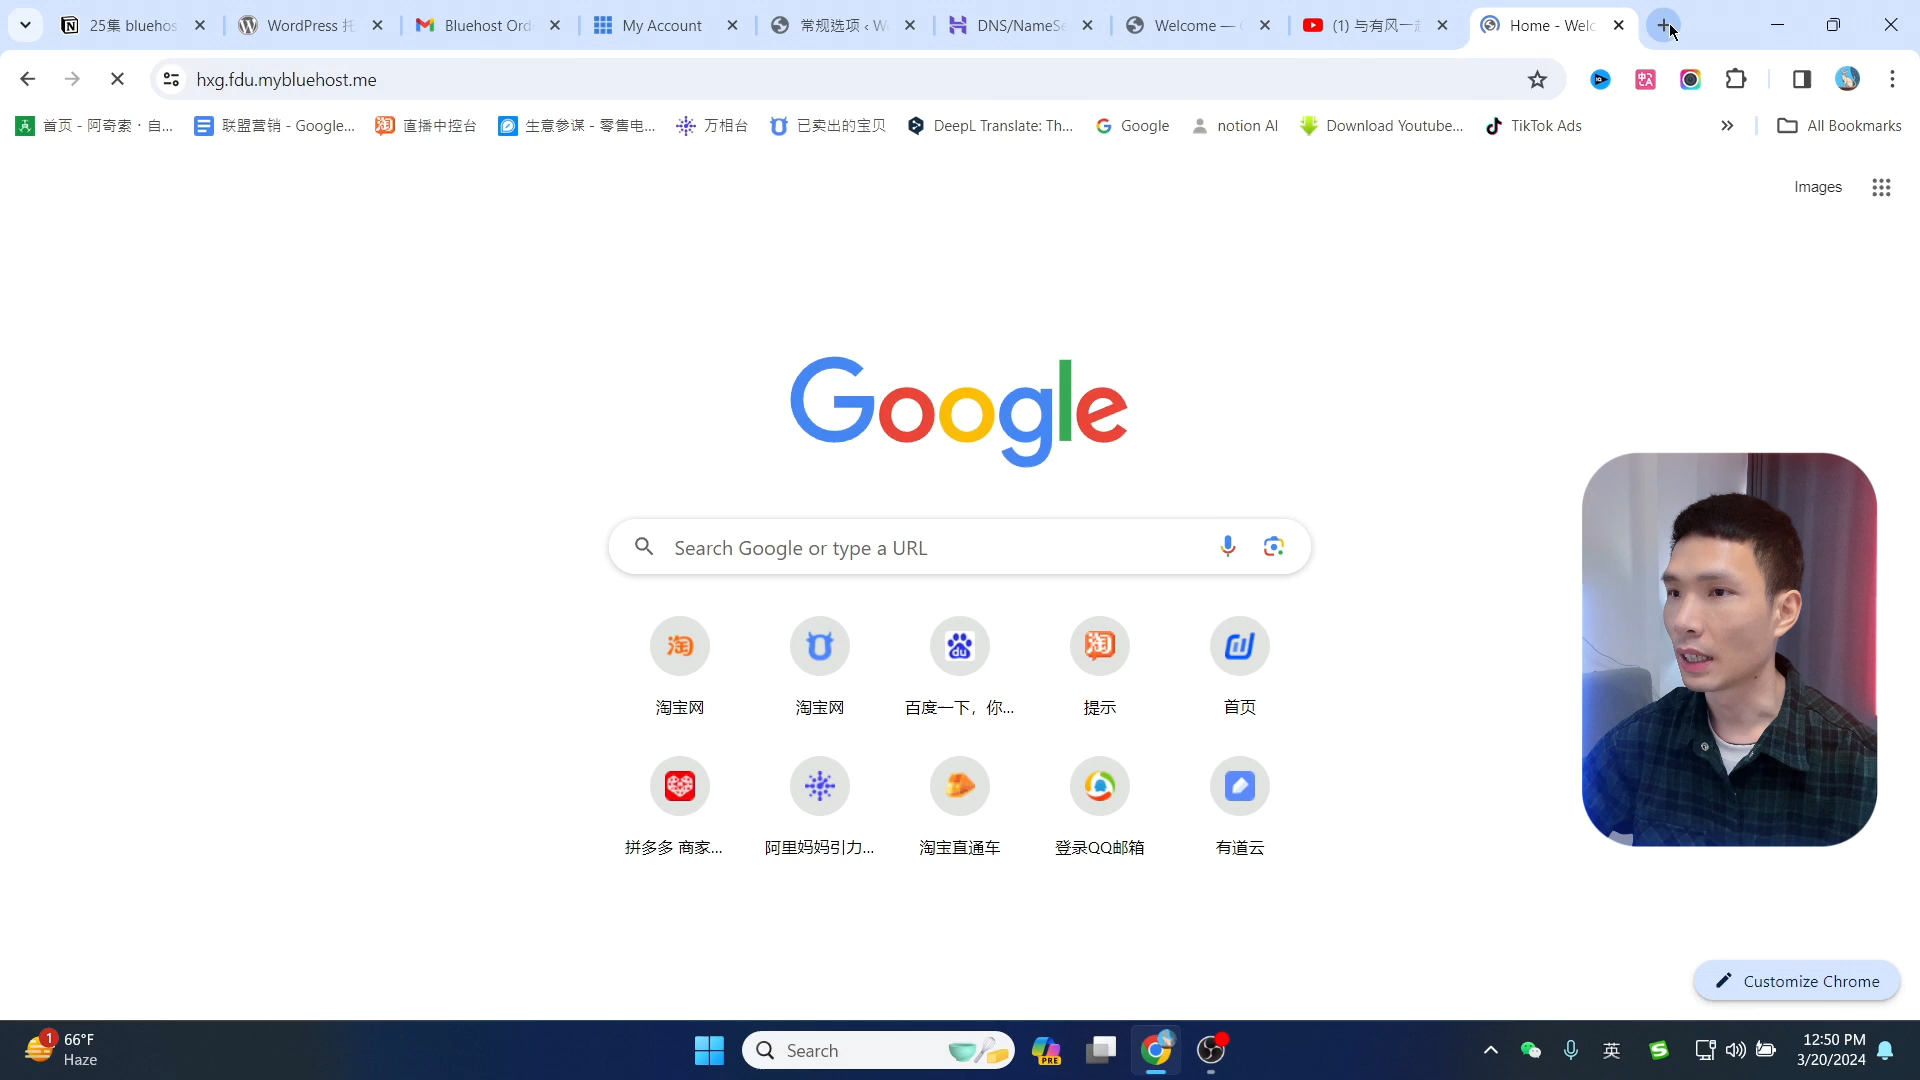 25集 bluehos
WordPress 托
Bluehost Ord
My Account
常规选项 ‹ W
DNS/NameSe
Welcome —
(1) 与有风一起
Home - Welc
hxg.fdu.mybluehost.me
首页 - 阿奇索 · 自...
联盟营销 - Google...
直播中控台
生意参谋 - 零售电...
万相台
已卖出的宝贝
DeepL Translate: Th...
Google
notion AI
Download Youtube...
TikTok Ads
All Bookmarks
Images
Google
Search Google or type a URL
淘宝网
淘宝网
百度一下，你...
提示
首页
拼多多 商家...
阿里妈妈引力...
淘宝直通车
登录QQ邮箱
有道云
Customize Chrome
1
66°F
Haze
Search
PRE
英
12:50 PM
3/20/2024